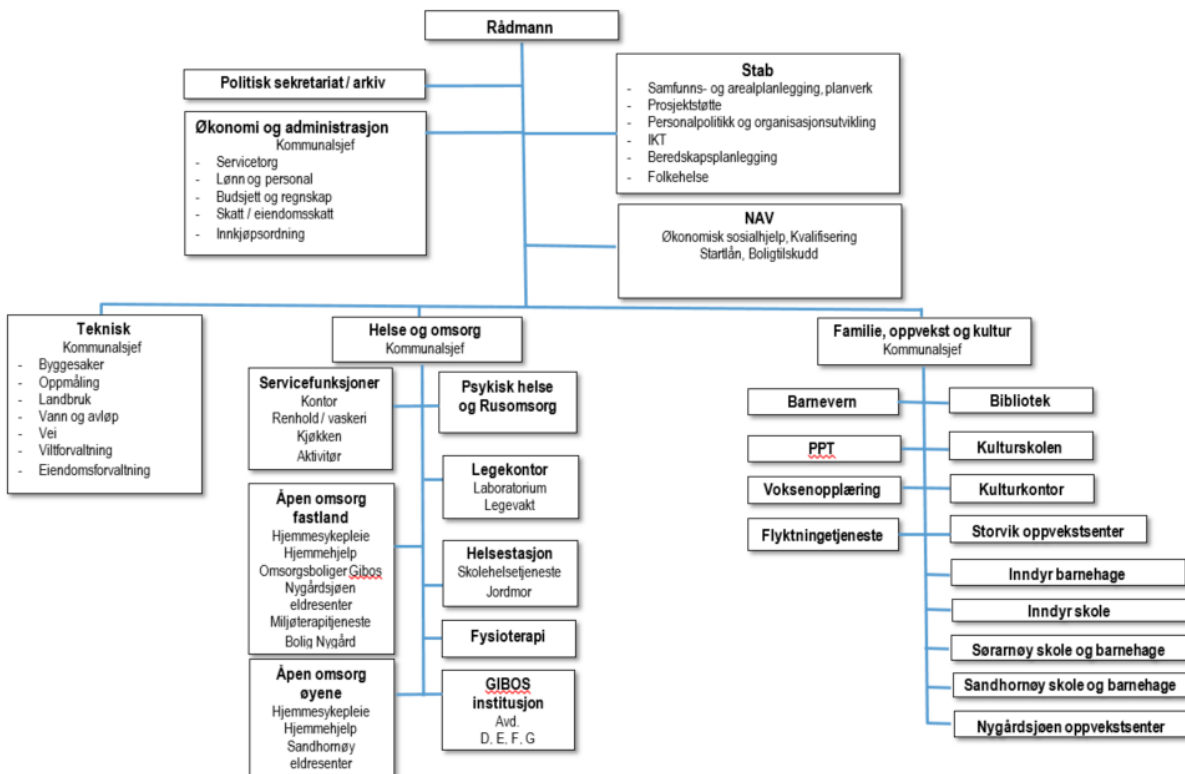 Rådmann
Politisk sekretariat / arkiv
Stab
- Samfunns- og arealplanlegging, planverk
- Prosjektstøtte
- Personalpolitikk og organisasjonsutvikling
- IKT
- Beredskapsplanlegging
- Folkehelse
Økonomi og administrasjon
Kommunalsjef
- Servicetorg
- Lønn og personal
- Budsjett og regnskap
- Skatt / eiendomsskatt
- Innkjøpsordning
NAV
Økonomisk sosialhjelp, Kvalifisering
Startlån, Boligtilskudd
Teknisk
Kommunalsjef
- Byggesaker
- Oppmåling
- Landbruk
- Vann og avløp
- Vei
- Viltforvaltning
- Eiendomsforvaltning
Helse og omsorg
Kommunalsjef
Servicefunksjoner
Kontor
Renhold / vaskeri
Kjøkken
Aktivitør
Psykisk helse
og Rusomsorg
Legekontor
Laboratorium
Legevakt
Åpen omsorg
fastland
Hjemmesykepleie
Hjemmehjelp
Omsorgsboliger Gibos
Nygårdsjøen
eldresenter
Miljøterapitjeneste
Bolig Nygård
Helsestasjon
Skolehelsetjeneste
Jordmor
Fysioterapi
Åpen omsorg
øyene
Hjemmesykepleie
Hjemmehjelp
Sandhornøy
eldresenter
GIBOS
institusjon
Avd.
D, E, F, G
Familie, oppvekst og kultur
Kommunalsjef
Barnevern
Bibliotek
PPT
Kulturskolen
Voksenopplæring
Kulturkontor
Flyktningetjeneste
Storvik oppvekstsenter
Inndyr barnehage
Inndyr skole
Sørarnøy skole og barnehage
Sandhornøy skole og barnehage
Nygårdsjøen oppvekstsenter